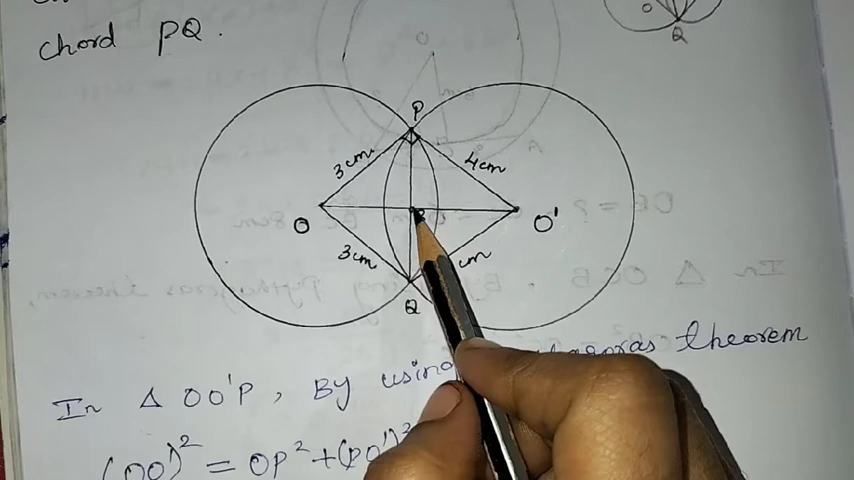 chord PQ.
O
Q
P
3cm
4cm
O
O'
3cm
cm
Q
In △ OO'P, By using theorem
(OO')² = OP² + (PO')²